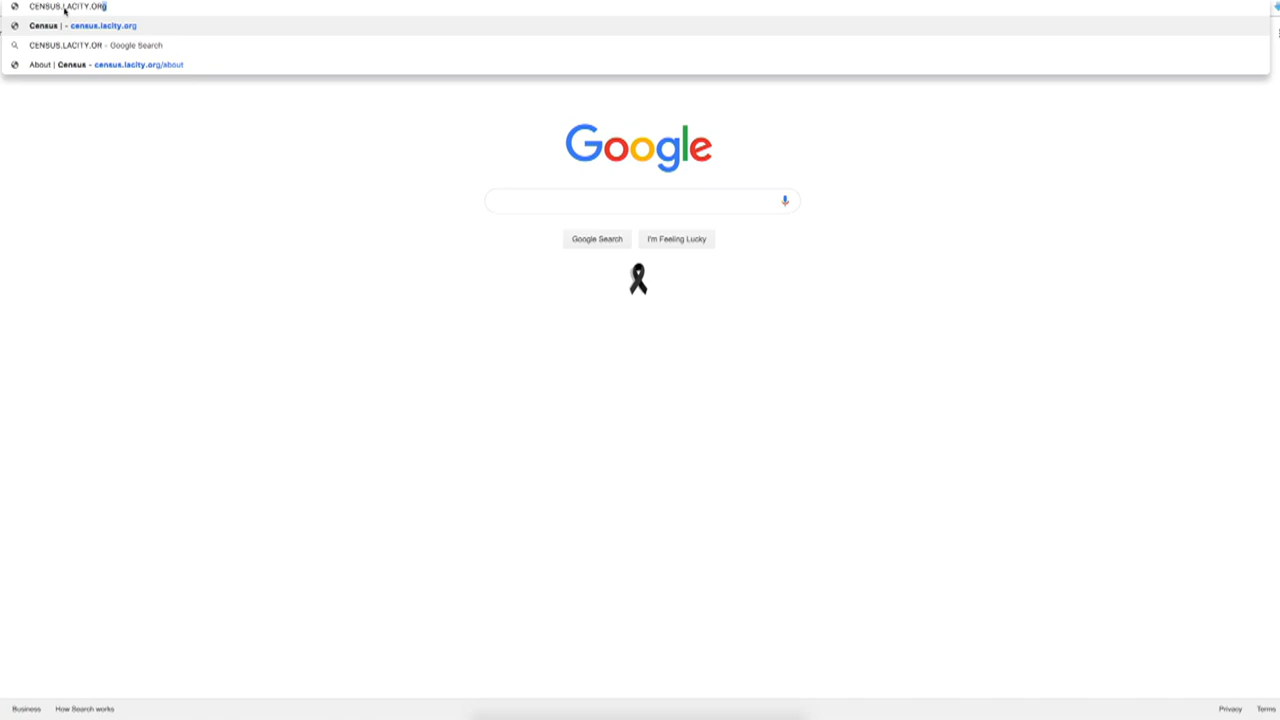 CENSUS.LACITY.ORg
Census | - census.lacity.org
CENSUS.LACITY.OR - Google Search
About | Census - census.lacity.org/about
Google
Google Search I'm Feeling Lucky
Business How Search works Privacy Terms